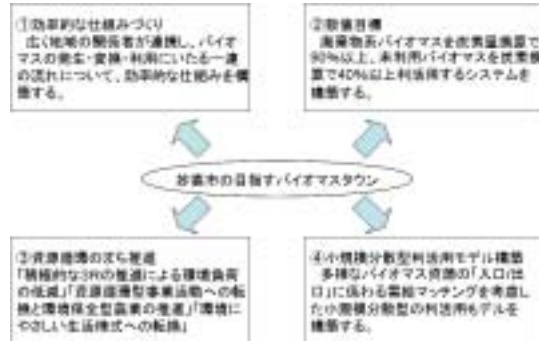 ①効率的な仕組みづくり
広く地域の関係者が連携し、バイオ
マスの発生・変換・利用にいたる一連
の流れについて、効率的な仕組みを構
築する。
②数値目標
廃棄物系バイオマスを炭素量換算で
90%以上、未利用バイオマスを炭素換
算で40%以上利活用するシステムを
構築する。
妙高市の目指すバイオマスタウン
③資源循環のまち推進
「積極的な3Rの推進による環境負荷
の低減」「資源循環型事業活動への転
換と環境保全型農業の推進」「環境に
やさしい生活様式への転換」
④小規模分散型利活用モデル構築
多様なバイオマス資源の「入口/出
口」に係わる需給マッチングを考慮し
た小規模分散型の利活用モデルを
構築する。